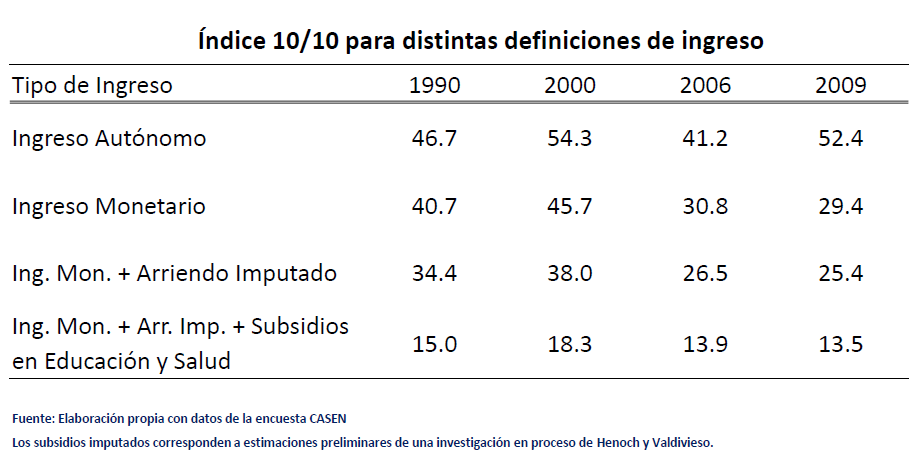 Índice 10/10 para distintas definiciones de ingreso
Tipo de Ingreso 1990 2000 2006 2009
Ingreso Autónomo 46.7 54.3 41.2 52.4
Ingreso Monetario 40.7 45.7 30.8 29.4
Ing. Mon. + Arriendo Imputado 34.4 38.0 26.5 25.4
Ing. Mon. + Arr. Imp. + Subsidios
en Educación y Salud 15.0 18.3 13.9 13.5
Fuente: Elaboración propia con datos de la encuesta CASEN
Los subsidios imputados corresponden a estimaciones preliminares de una investigación en proceso de Henoch y Valdivieso.